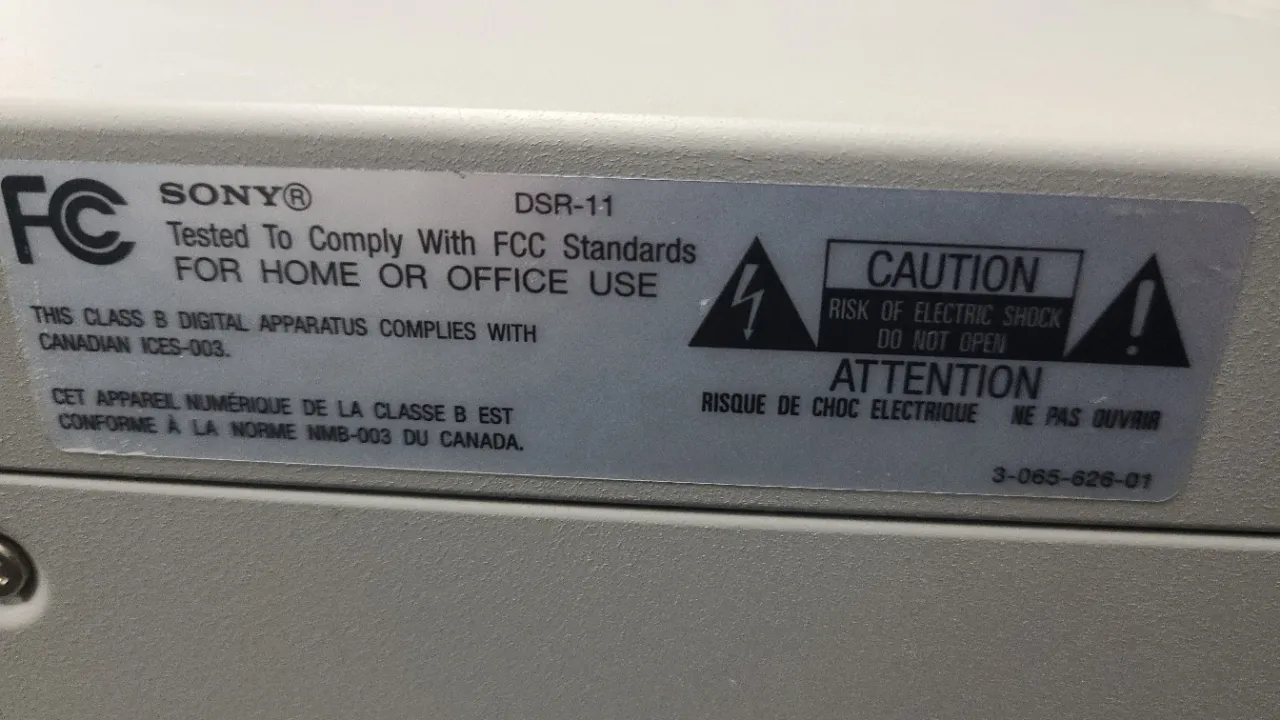 FC
SONY® DSR-11
Tested To Comply With FCC Standards
FOR HOME OR OFFICE USE
THIS CLASS B DIGITAL APPARATUS COMPLIES WITH
CANADIAN ICES-003.
CET APPAREIL NUMÉRIQUE DE LA CLASSE B EST
CONFORME À LA NORME NMB-003 DU CANADA.
CAUTION
RISK OF ELECTRIC SHOCK
DO NOT OPEN
ATTENTION
RISQUE DE CHOC ELECTRIQUE NE PAS OUVRIR
3-065-626-01